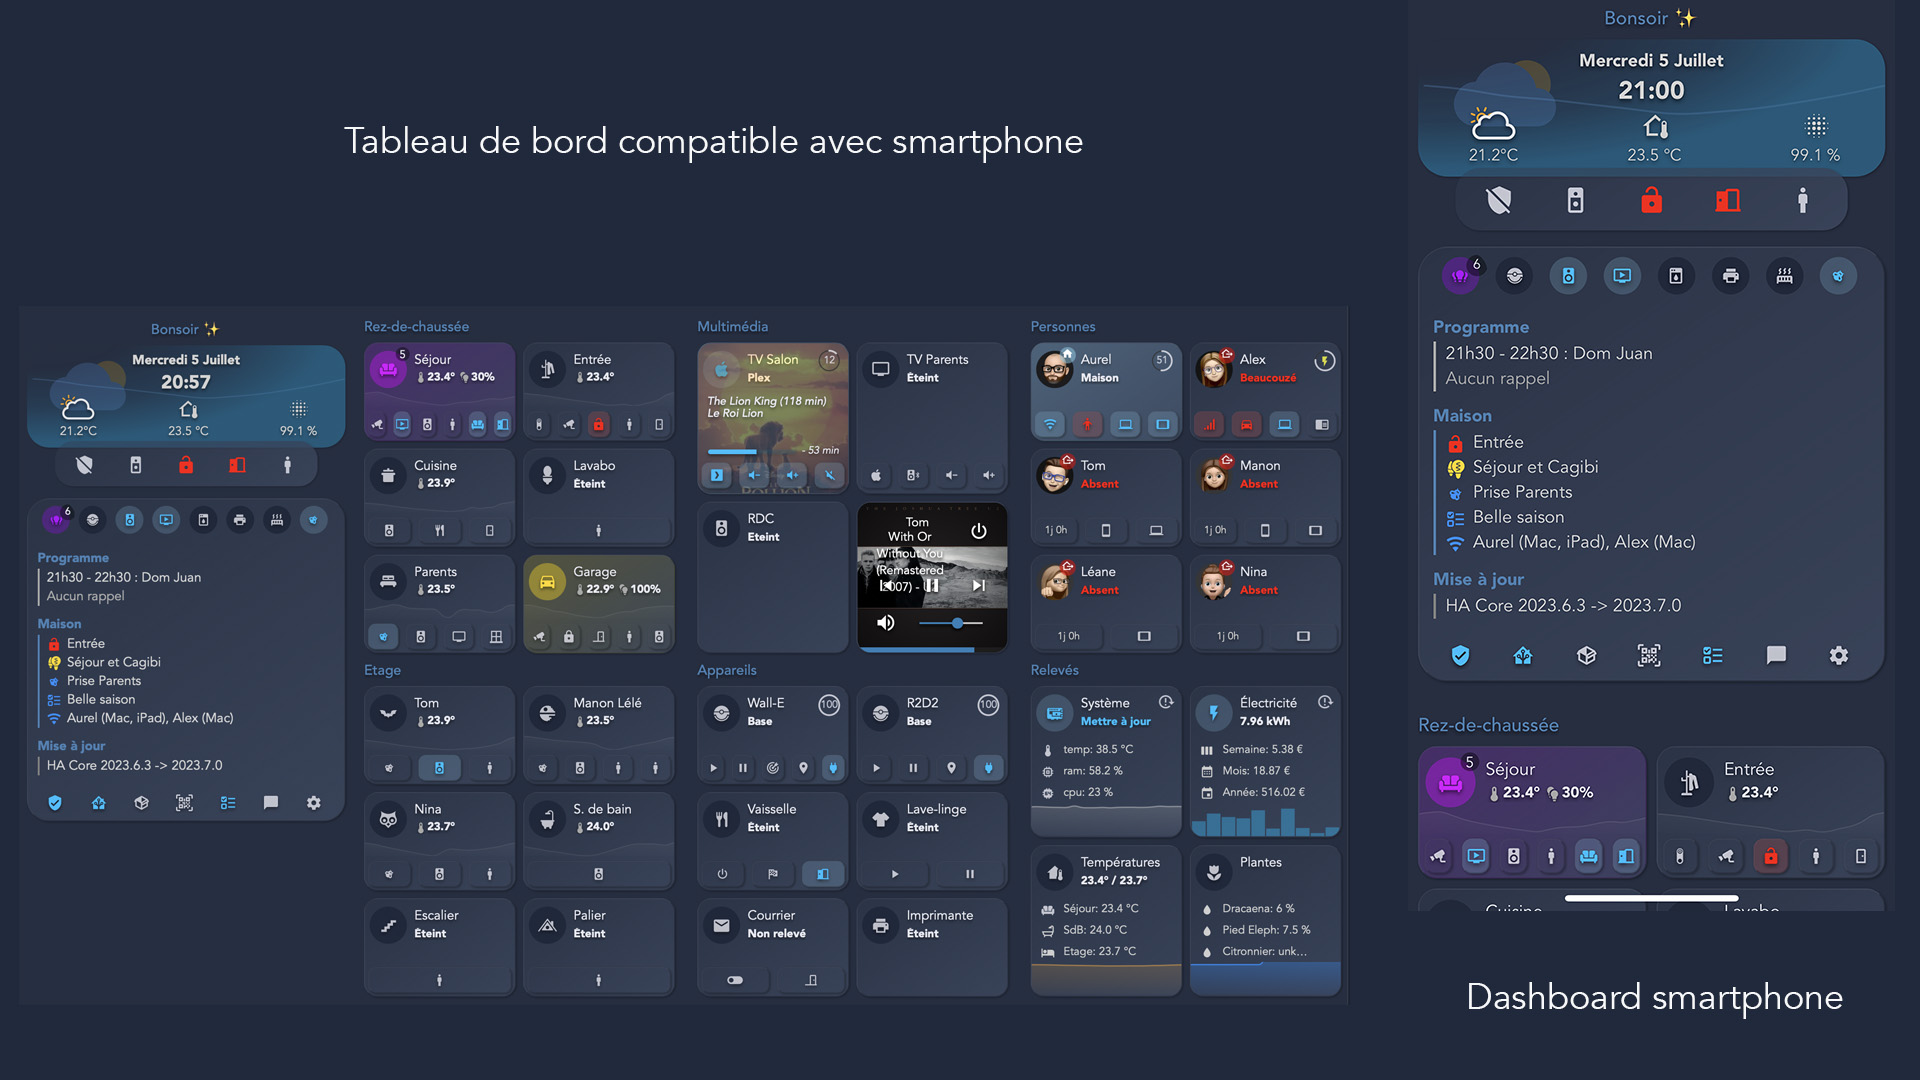 Tableau de bord compatible avec smartphone
Bonsoir ✨
Mercredi 5 Juillet
20:57
21.2°C
23.5 °C
99.1 %
6
Programme
21h30 - 22h30 : Dom Juan
Aucun rappel
Maison
Entrée
Séjour et Cagibi
Prise Parents
Belle saison
Aurel (Mac, iPad), Alex (Mac)
Mise à jour
HA Core 2023.6.3 -> 2023.7.0
Rez-de-chaussée
5
Séjour
23.4° 30%
Entrée
23.4°
Cuisine
23.9°
Lavabo
Éteint
Parents
23.5°
Garage
22.9° 100%
Etage
Tom
23.9°
Manon Lélé
23.5°
Nina
23.7°
S. de bain
24.0°
Escalier
Éteint
Palier
Éteint
Multimédia
TV Salon
12
Plex
The Lion King (118 min)
Le Roi Lion
- 53 min
TV Parents
Éteint
RDC
Eteint
Tom
With Or
Without You
(Remastered
2007) -
Appareils
Wall-E
100
Base
R2D2
100
Base
Vaisselle
Éteint
Lave-linge
Éteint
Courrier
Non relevé
Imprimante
Éteint
Personnes
Aurel
51
Maison
Alex
Beaucouzé
Tom
Absent
1j 0h
Manon
Absent
1j 0h
Léane
Absent
1j 0h
Nina
Absent
1j 0h
Relevés
Système
Mettre à jour
temp: 38.5 °C
ram: 58.2 %
cpu: 23 %
Électricité
7.96 kWh
Semaine: 5.38 €
Mois: 18.87 €
Année: 516.02 €
Températures
23.4° / 23.7°
Séjour: 23.4 °C
SdB: 24.0 °C
Etage: 23.7 °C
Plantes
Dracaena: 6 %
Pied Eleph: 7.5 %
Citronnier: unk...
Bonsoir ✨
Mercredi 5 Juillet
21:00
21.2°C
23.5 °C
99.1 %
6
Programme
21h30 - 22h30 : Dom Juan
Aucun rappel
Maison
Entrée
Séjour et Cagibi
Prise Parents
Belle saison
Aurel (Mac, iPad), Alex (Mac)
Mise à jour
HA Core 2023.6.3 -> 2023.7.0
Rez-de-chaussée
5
Séjour
23.4° 30%
Entrée
23.4°
Cuisine
Lavabo
Dashboard smartphone